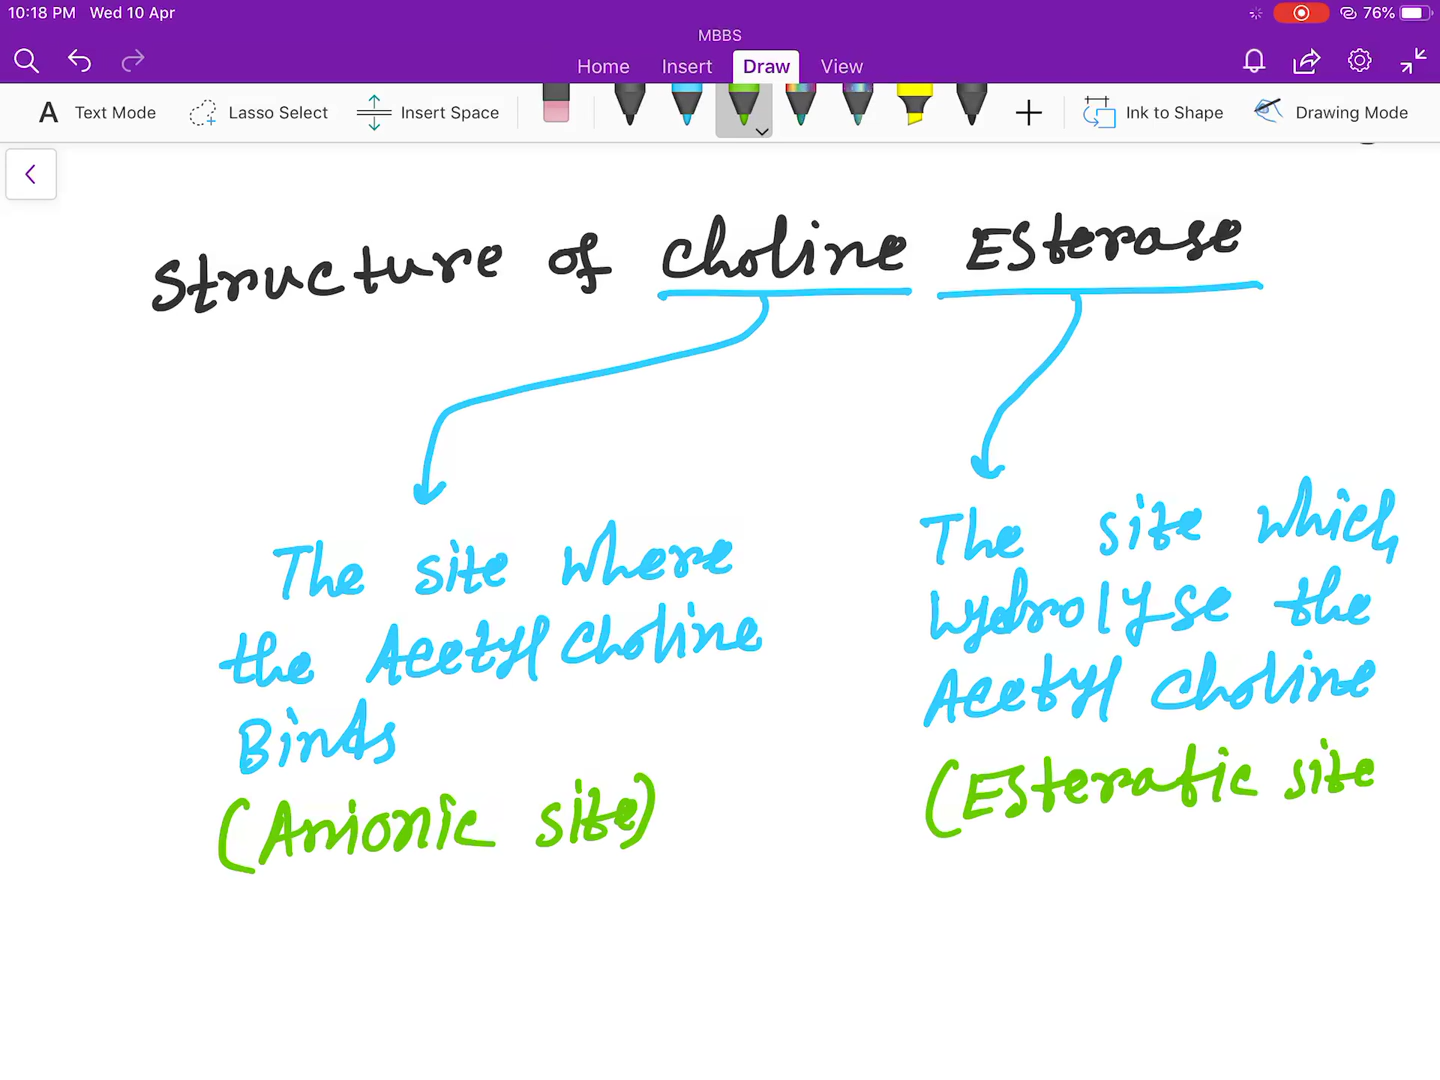 10:18 PM Wed 10 Apr 76%
MBBS
Home Insert Draw View
A Text Mode Lasso Select Insert Space Ink to Shape Drawing Mode
Structure of Choline Esterase
The site where
the Acetyl Choline
Binds
(Anionic site)
The site which
hydrolyse the
Acetyl Choline
(Esteratic site